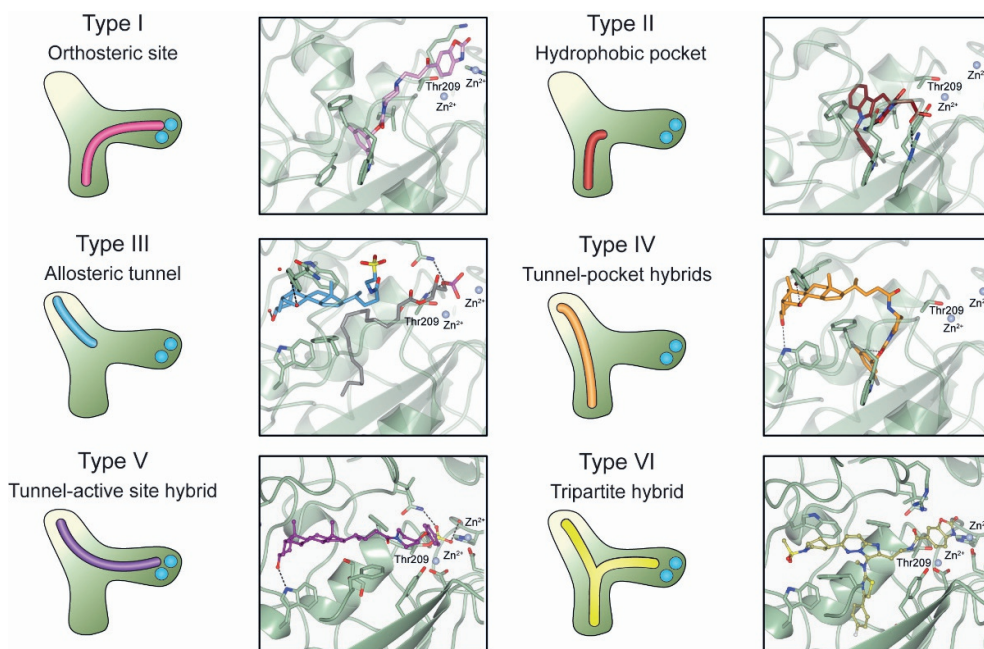 Type I
Orthosteric site
Thr209
Zn²⁺
Zn²⁺
Type II
Hydrophobic pocket
Thr209
Zn²⁺
Zn²⁺
Type III
Allosteric tunnel
Thr209
Zn²⁺
Zn²⁺
Type IV
Tunnel-pocket hybrids
Thr209
Zn²⁺
Zn²⁺
Type V
Tunnel-active site hybrid
Thr209
Zn²⁺
Zn²⁺
Type VI
Tripartite hybrid
Thr209
Zn²⁺
Zn²⁺